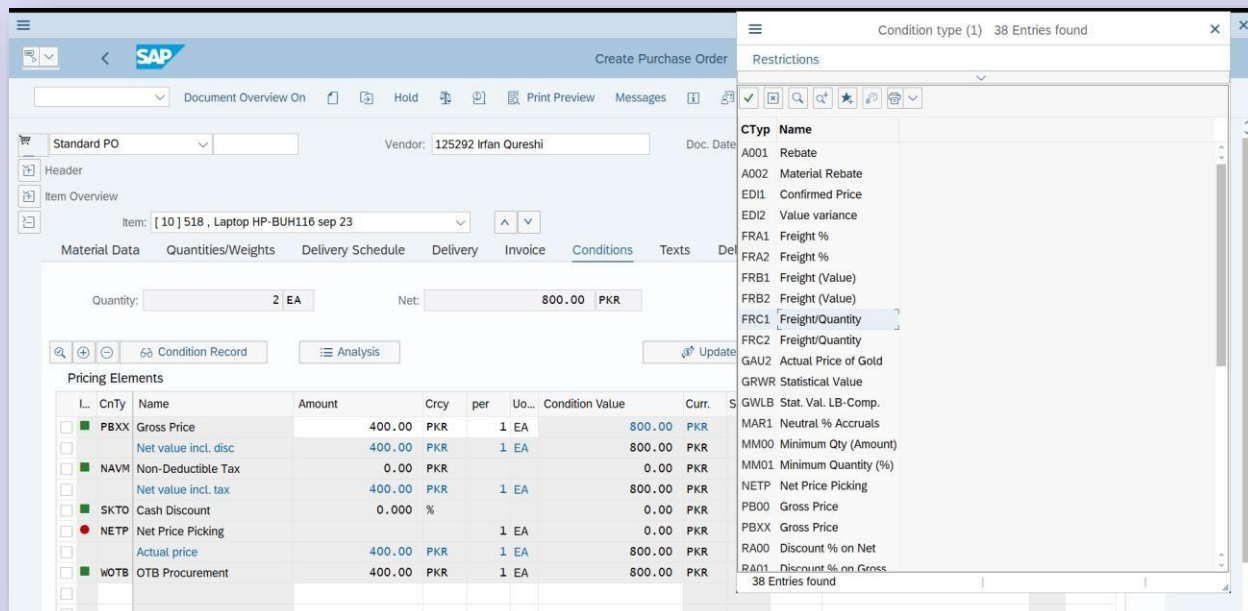 SAP
Create Purchase Order
Document Overview On
Hold
Print Preview
Messages
Standard PO
Vendor: 125292 Irfan Qureshi
Doc. Date
Header
Item Overview
Item: [ 10 ] 518 , Laptop HP-BUH116 sep 23
Material Data Quantities/Weights Delivery Schedule Delivery Invoice Conditions Texts Del
Quantity: 2 EA Net: 800.00 PKR
Condition Record Analysis Update
Pricing Elements
I... CnTy Name Amount Crcy per Uo... Condition Value Curr. S
PBXX Gross Price 400.00 PKR 1 EA 800.00 PKR
Net value incl. disc 400.00 PKR 1 EA 800.00 PKR
NAVM Non-Deductible Tax 0.00 PKR 0.00 PKR
Net value incl. tax 400.00 PKR 1 EA 800.00 PKR
SKTO Cash Discount 0.000 % 0.00 PKR
NETP Net Price Picking 1 EA 0.00 PKR
Actual price 400.00 PKR 1 EA 800.00 PKR
WOTB OTB Procurement 400.00 PKR 1 EA 800.00 PKR
Condition type (1) 38 Entries found
Restrictions
CTyp Name
A001 Rebate
A002 Material Rebate
EDI1 Confirmed Price
EDI2 Value variance
FRA1 Freight %
FRA2 Freight %
FRB1 Freight (Value)
FRB2 Freight (Value)
FRC1 Freight/Quantity
FRC2 Freight/Quantity
GAU2 Actual Price of Gold
GRWR Statistical Value
GWLB Stat. Val. LB-Comp.
MAR1 Neutral % Accruals
MM00 Minimum Qty (Amount)
MM01 Minimum Quantity (%)
NETP Net Price Picking
PB00 Gross Price
PBXX Gross Price
RA00 Discount % on Net
RA01 Discount % on Gross
38 Entries found